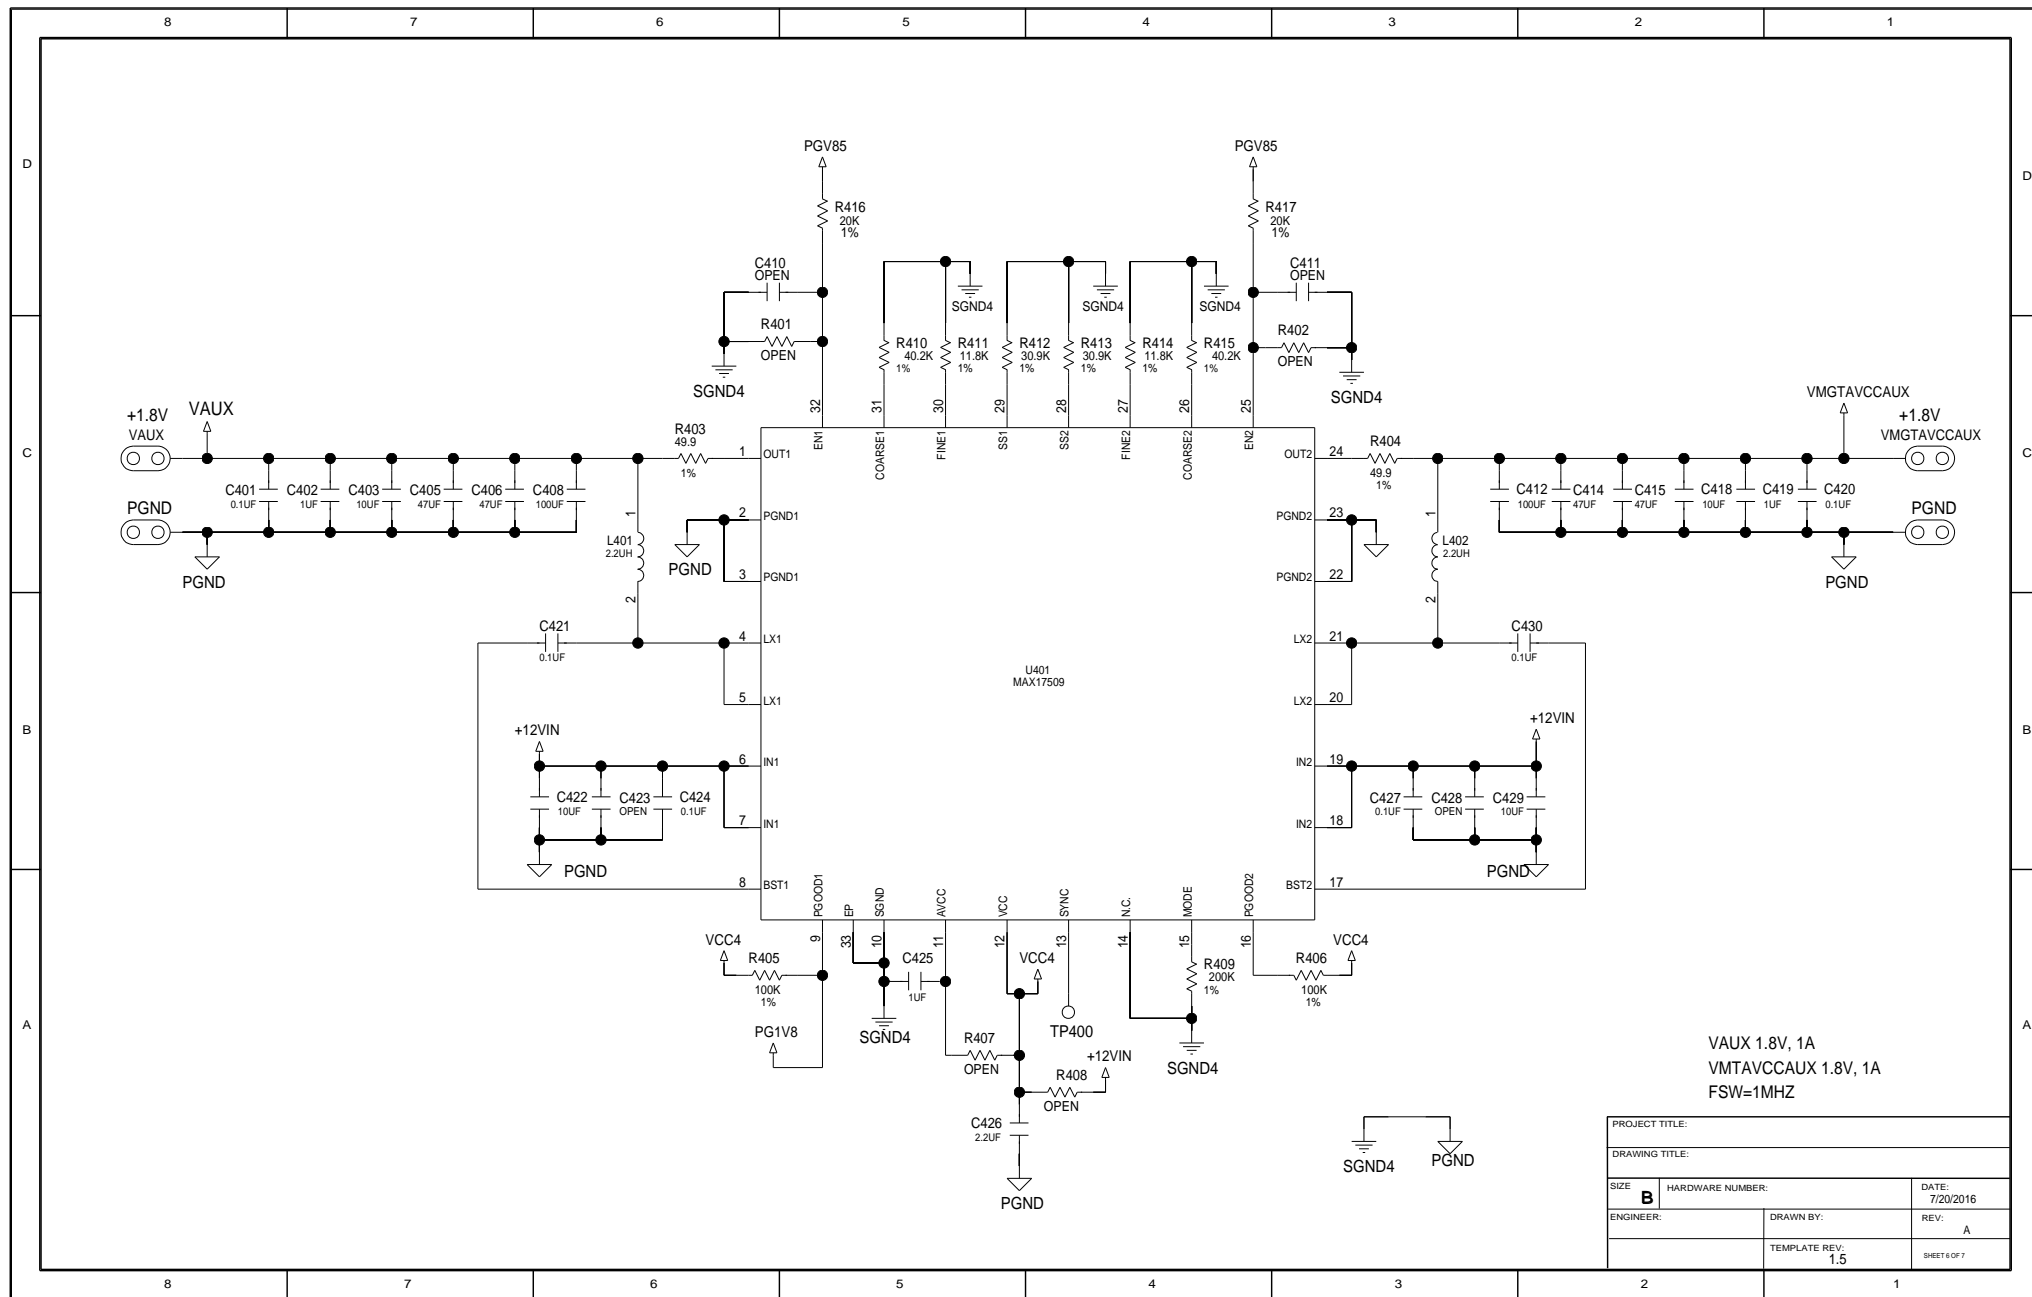 8 7 6 5 4 3 2 1
D
D
PGV85
PGV85
R416
20K
1%
R417
20K
1%
C410
OPEN
C411
OPEN
SGND4
SGND4
SGND4
R401
OPEN
R402
OPEN
R410
40.2K
1%
R411
11.8K
1%
R412
30.9K
1%
R413
30.9K
1%
R414
11.8K
1%
R415
40.2K
1%
SGND4
SGND4
32
31
30
29
28
27
26
25
EN1
COARSE1
FINE1
SS1
SS2
FINE2
COARSE2
EN2
C
C
+1.8V
VAUX
VAUX
R403
49.9
1%
1
OUT1
OUT2
24
R404
49.9
1%
VMGTAVCCAUX
+1.8V
VMGTAVCCAUX
C401
0.1UF
C402
1UF
C403
10UF
C405
47UF
C406
47UF
C408
100UF
C412
100UF
C414
47UF
C415
47UF
C418
10UF
C419
1UF
C420
0.1UF
PGND
PGND
PGND
PGND
1
L401
2.2UH
2
PGND
2
PGND1
3
PGND1
PGND2
23
PGND2
22
1
L402
2.2UH
2
C421
0.1UF
4
LX1
5
LX1
LX2
21
LX2
20
C430
0.1UF
U401
MAX17509
B
B
+12VIN
+12VIN
6
IN1
7
IN1
IN2
19
IN2
18
C422
10UF
C423
OPEN
C424
0.1UF
C427
0.1UF
C428
OPEN
C429
10UF
PGND
PGND
8
BST1
BST2
17
PGOOD1
EP
SGND
AVCC
VCC
SYNC
N.C.
MODE
PGOOD2
9
33
10
11
12
13
14
15
16
VCC4
R405
100K
1%
C425
1UF
VCC4
R409
200K
1%
VCC4
R406
100K
1%
PG1V8
SGND4
R407
OPEN
TP400
+12VIN
R408
OPEN
SGND4
C426
2.2UF
PGND
SGND4
PGND
A
A
VAUX 1.8V, 1A
VMTAVCCAUX 1.8V, 1A
FSW=1MHZ
PROJECT TITLE:
DRAWING TITLE:
SIZE
B
HARDWARE NUMBER:
DATE:
7/20/2016
ENGINEER:
DRAWN BY:
REV:
A
TEMPLATE REV:
1.5
SHEET 6 OF 7
8 7 6 5 4 3 2 1